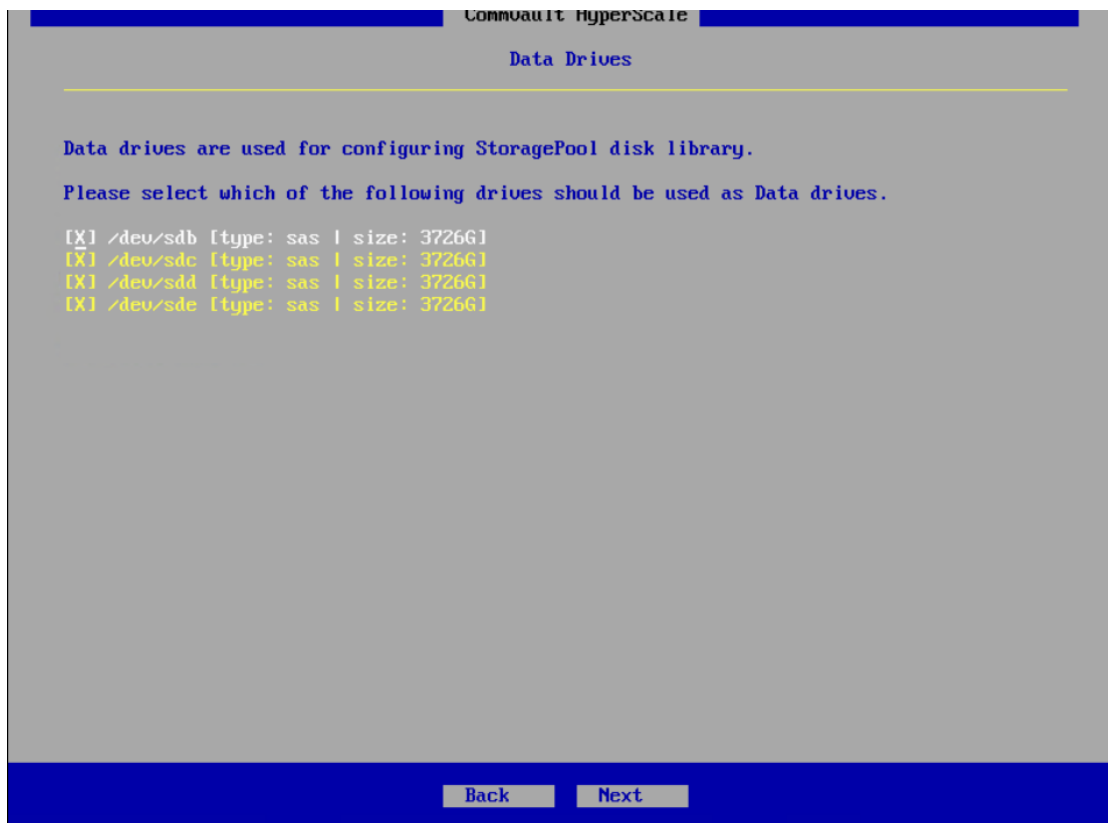 Commvault HyperScale
Data Drives
Data drives are used for configuring StoragePool disk library.
Please select which of the following drives should be used as Data drives.
[X] /dev/sdb [type: sas | size: 3726G]
[X] /dev/sdc [type: sas | size: 3726G]
[X] /dev/sdd [type: sas | size: 3726G]
[X] /dev/sde [type: sas | size: 3726G]
Back Next